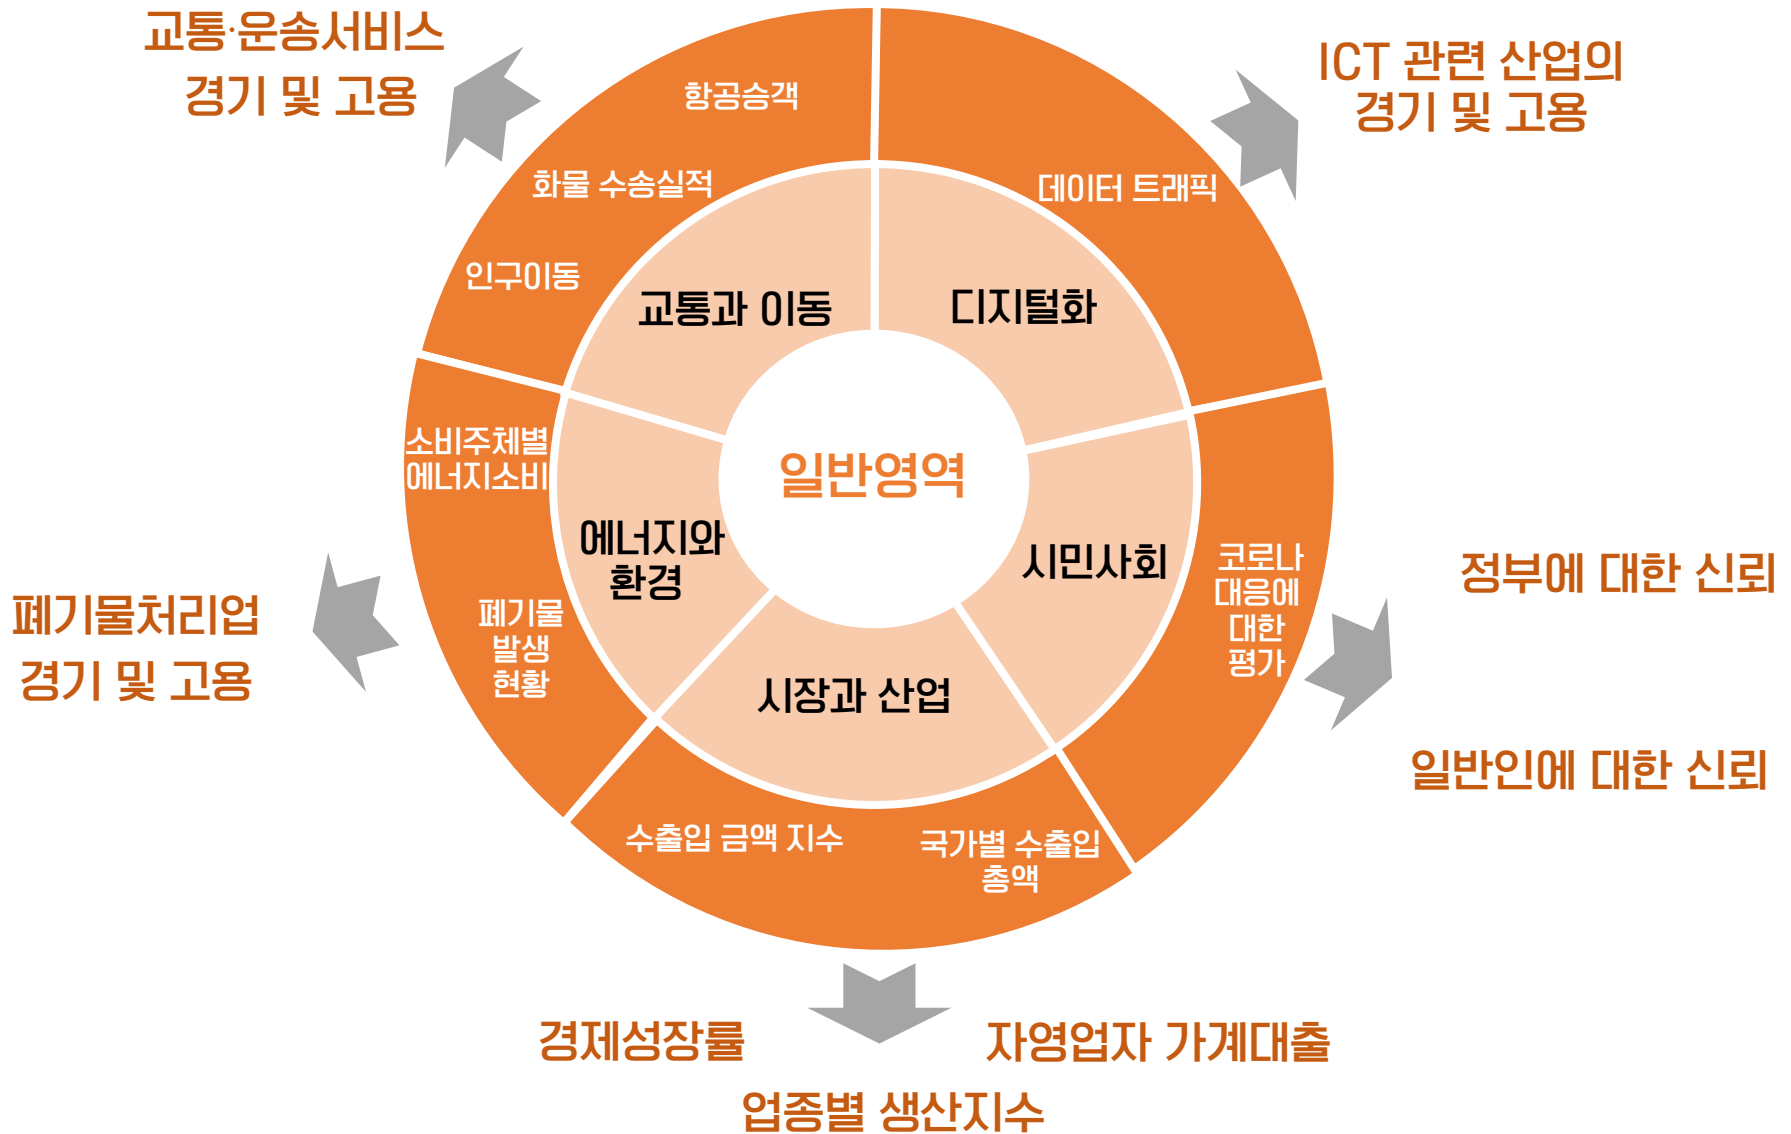 교통·운송서비스
경기 및 고용
ICT 관련 산업의
경기 및 고용
항공승객
화물 수송실적
인구이동
데이터 트래픽
교통과 이동
디지털화
소비주체별
에너지소비
일반영역
에너지와
환경
시민사회
코로나
대응에
대한
평가
정부에 대한 신뢰
폐기물처리업
경기 및 고용
폐기물
발생
현황
시장과 산업
일반인에 대한 신뢰
수출입 금액 지수
국가별 수출입
총액
경제성장률
자영업자 가계대출
업종별 생산지수